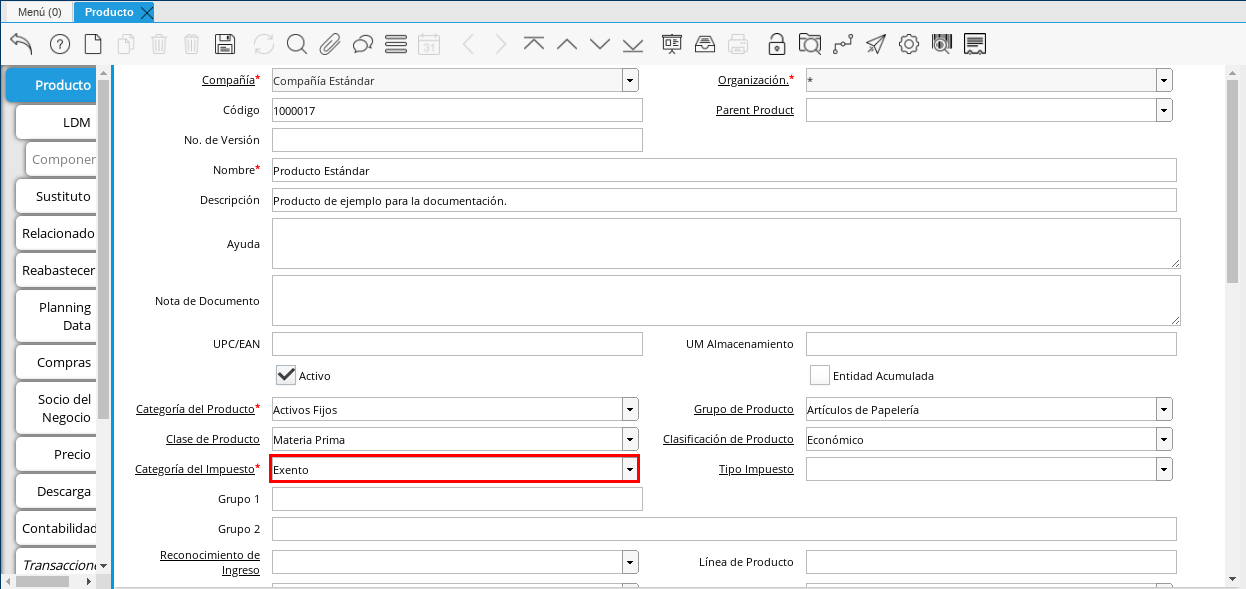 Menú (0)
Producto
31
Producto
LDM
Componer
Sustituto
Relacionado
Reabastecer
Planning
Data
Compras
Socio del
Negocio
Precio
Descarga
Contabilidad
Transaccione
Compañía* Compañía Estándar Organización.* *
Código 1000017 Parent Product
No. de Versión
Nombre* Producto Estándar
Descripción Producto de ejemplo para la documentación.
Ayuda
Nota de Documento
UPC/EAN UM Almacenamiento
Activo Entidad Acumulada
Categoría del Producto* Activos Fijos Grupo de Producto Artículos de Papelería
Clase de Producto Materia Prima Clasificación de Producto Económico
Categoría del Impuesto* Exento Tipo Impuesto
Grupo 1
Grupo 2
Reconocimiento de
Ingreso Línea de Producto